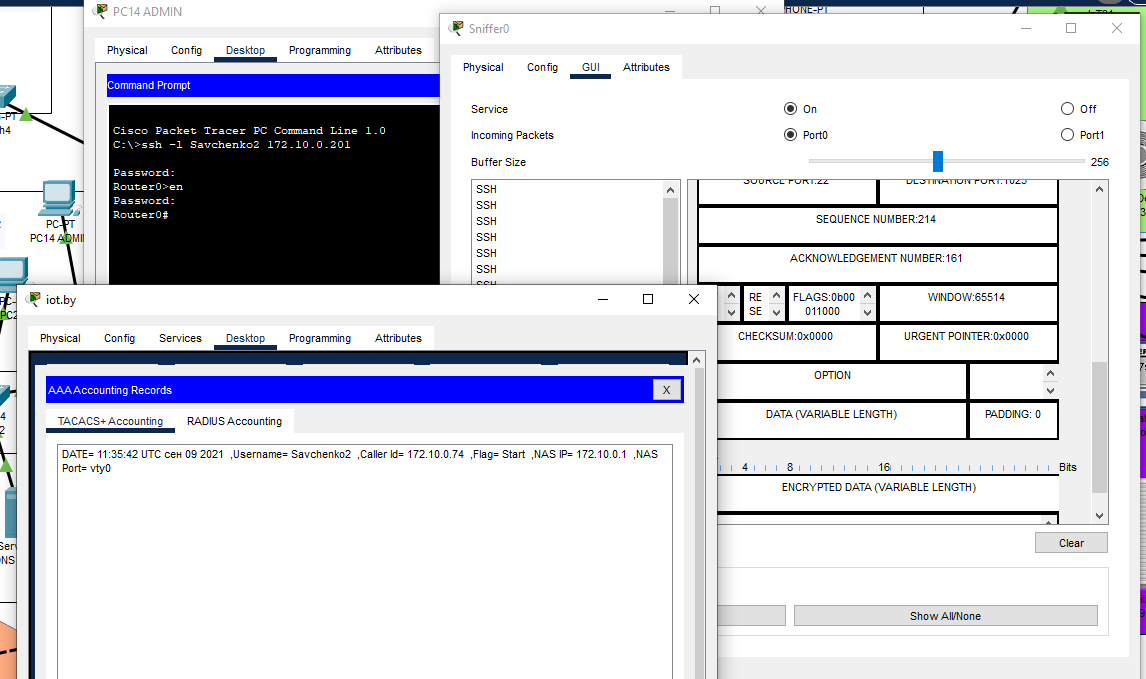 PC14 ADMIN
Physical Config Desktop Programming Attributes
Command Prompt
Cisco Packet Tracer PC Command Line 1.0
C:\>ssh -l Savchenko2 172.10.0.201
Password:
Router0>en
Password:
Router0#
PC-PT
PC14 ADMI
Sniffer0
Physical Config GUI Attributes
Service On Off
Incoming Packets Port0 Port1
Buffer Size 256
SSH
SSH
SSH
SSH
SSH
SSH
SOURCE PORT:22 DESTINATION PORT:1025
SEQUENCE NUMBER:214
ACKNOWLEDGEMENT NUMBER:161
RE
SE
FLAGS:0b00
011000
WINDOW:65514
CHECKSUM:0x0000 URGENT POINTER:0x0000
OPTION
DATA (VARIABLE LENGTH) PADDING: 0
4 8 16 Bits
ENCRYPTED DATA (VARIABLE LENGTH)
Clear
Show All/None
iot.by
Physical Config Services Desktop Programming Attributes
AAA Accounting Records X
TACACS+ Accounting RADIUS Accounting
DATE= 11:35:42 UTC сен 09 2021 ,Username= Savchenko2 ,Caller Id= 172.10.0.74 ,Flag= Start ,NAS IP= 172.10.0.1 ,NAS
Port= vty0